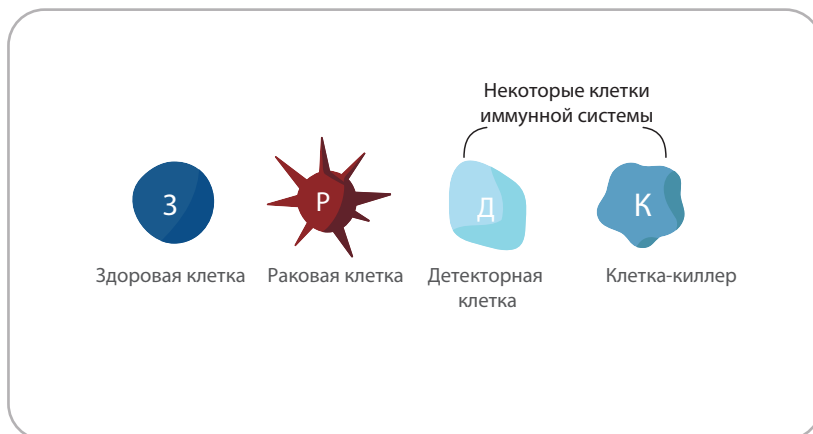 Некоторые клетки
иммунной системы
З
Р
Д
К
Здоровая клетка
Раковая клетка
Детекторная
клетка
Клетка-киллер